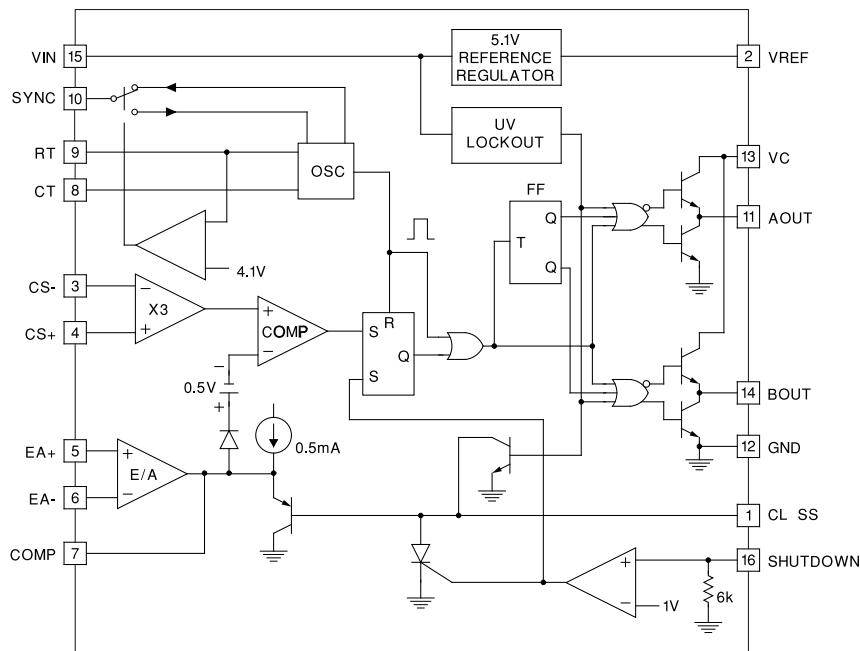 VIN 15
5.1V
REFERENCE
REGULATOR
2 VREF
SYNC 10
UV
LOCKOUT
RT 9
OSC
13 VC
CT 8
FF
Q
T
Q
11 AOUT
4.1V
CS- 3
−
X3
+
CS+ 4
+
COMP
−
R
S
Q
S
−
0.5V
+
0.5mA
14 BOUT
12 GND
EA+ 5
+
E/A
−
EA- 6
COMP 7
1 CL SS
16 SHUTDOWN
+
−
1V
6k